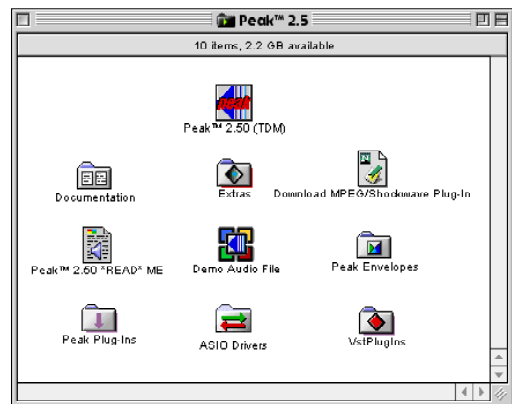 Peak™ 2.5
10 items, 2.2 GB available
Peak™ 2.50 (TDM)
Documentation
Extras
Download MPEG/Shockwave Plug-In
Peak™ 2.50 *READ* ME
Demo Audio File
Peak Envelopes
Peak Plug-Ins
ASIO Drivers
VstPlugIns